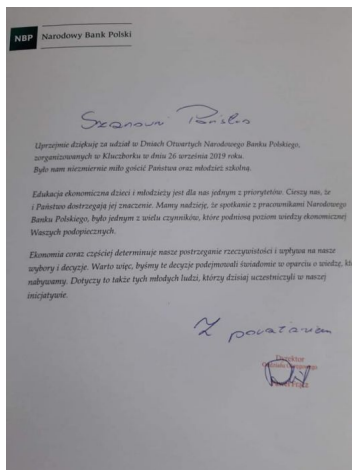 NBP Narodowy Bank Polski
Szanowni Państwo
Uprzejmie dziękuję za udział w Dniach Otwartych Narodowego Banku Polskiego,
zorganizowanych w Kluczborku w dniu 26 września 2019 roku.
Było nam niezmiernie miło gościć Państwa oraz młodzież szkolną.
Edukacja ekonomiczna dzieci i młodzieży jest dla nas jednym z priorytetów. Cieszy nas, że
i Państwo dostrzegają jej znaczenie. Mamy nadzieję, że spotkanie z pracownikami Narodowego
Banku Polskiego, było jednym z wielu czynników, które podniosą poziom wiedzy ekonomicznej
Waszych podopiecznych.
Ekonomia coraz częściej determinuje nasze postrzeganie rzeczywistości i wpływa na nasze
wybory i decyzje. Warto więc, byśmy te decyzje podejmowali świadomie w oparciu o wiedzę, któ
nabywamy. Dotyczy to także tych młodych ludzi, którzy dzisiaj uczestniczyli w naszej
inicjatywie.
Z poważaniem
Dyrektor